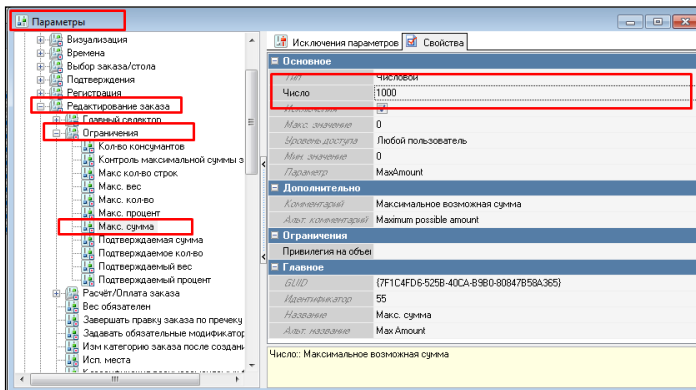 Параметры
Визуализация
Времена
Выбор заказа/стола
Подтверждения
Регистрация
Редактирование заказа
Главный селектор
Ограничения
Кол-во консумантов
Контроль максимальной суммы з
Макс кол-во строк
Макс. вес
Макс. кол-во
Макс. процент
Макс. сумма
Подтверждаемая сумма
Подтверждаемое кол-во
Подтверждаемый вес
Подтверждаемый процент
Расчёт/Оплата заказа
Вес обязателен
Завершать правку заказа по пречеку
Задавать обязательные модификатор
Изм категорию заказа после создани
Исп. места
Исключения параметров
Свойства
Основное
Тип Числовой
Число 1000
Исключения
Макс. значение 0
Уровень доступа Любой пользователь
Мин. значение 0
Параметр MaxAmount
Дополнительно
Комментарий Максимальное возможная сумма
Альт. комментарий Maximum possible amount
Ограничения
Привилегия на объек
Главное
GUID {7F1C4FD6-525B-40CA-B9B0-80847B58A365}
Идентификатор 55
Название Макс. сумма
Альт. название Max Amount
Число:: Максимальное возможная сумма